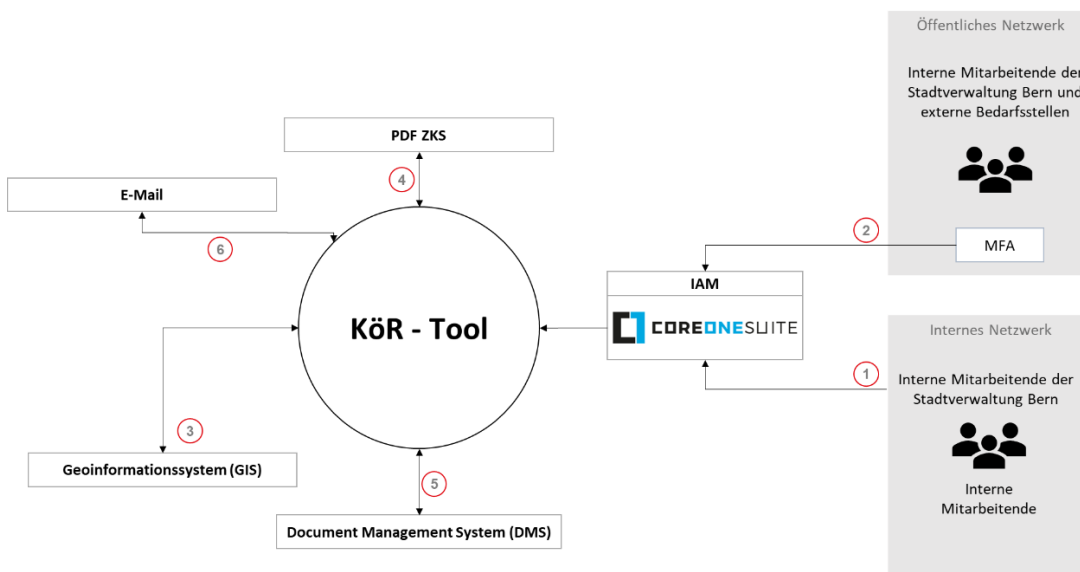 Öffentliches Netzwerk
Interne Mitarbeitende der
Stadtverwaltung Bern und
externe Bedarfsstellen
PDF ZKS
4
E-Mail
6
2
MFA
IAM
COREONESUITE
KöR - Tool
Internes Netzwerk
1
Interne Mitarbeitende der
Stadtverwaltung Bern
3
Geoinformationssystem (GIS)
5
Interne
Mitarbeitende
Document Management System (DMS)